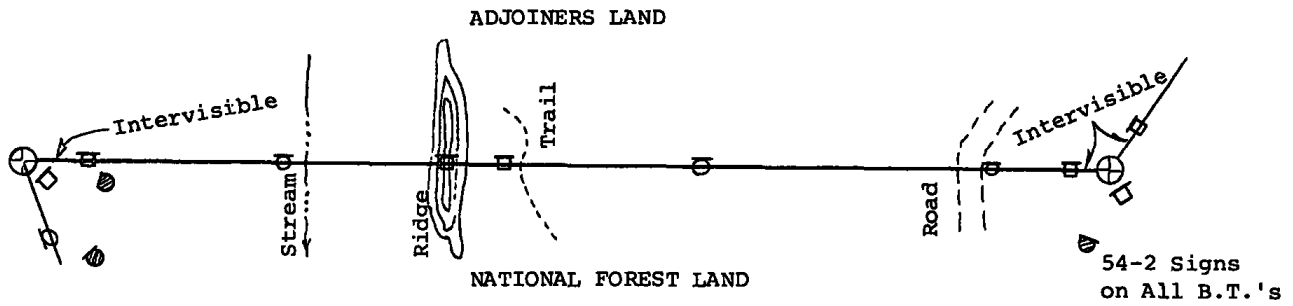 ADJOINERS LAND
Intervisible
Intervisible
Trail
Stream
Ridge
Road
NATIONAL FOREST LAND
54-2 Signs
on All B.T.'s